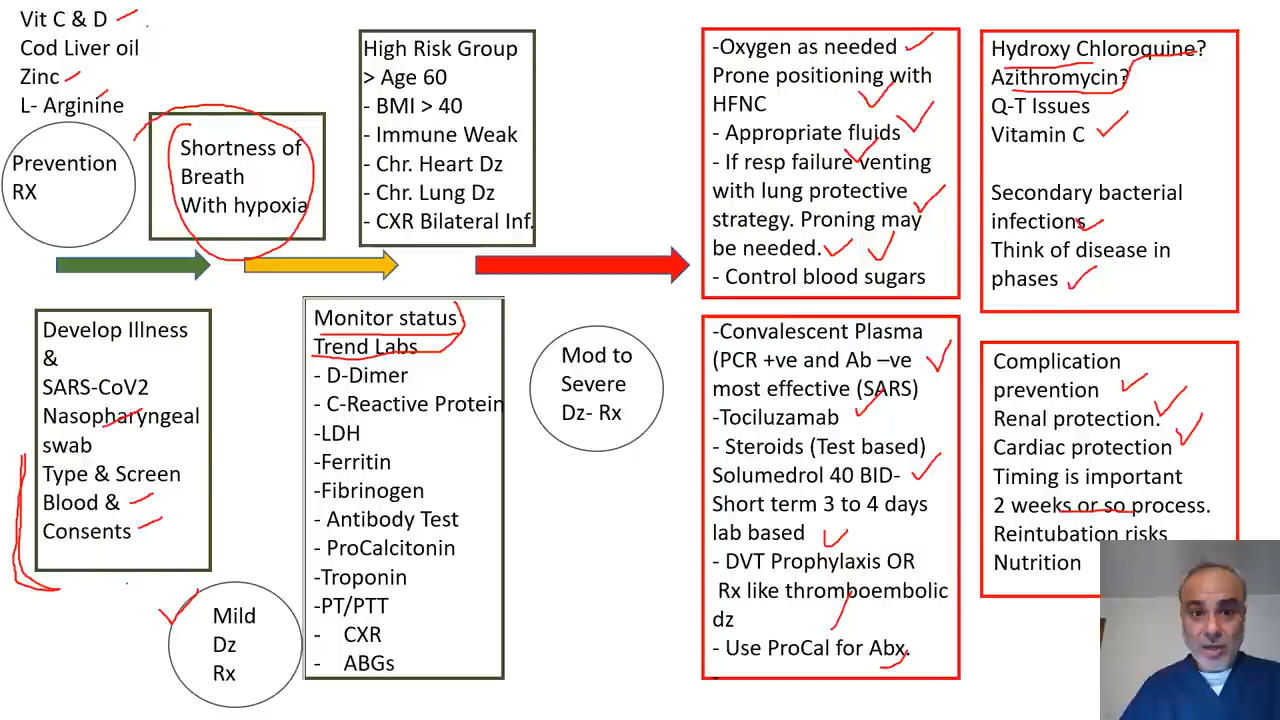 Vit C & D
Cod Liver oil
Zinc
L- Arginine
Prevention
RX
Shortness of
Breath
With hypoxia
High Risk Group
> Age 60
- BMI > 40
- Immune Weak
- Chr. Heart Dz
- Chr. Lung Dz
- CXR Bilateral Inf.
Develop Illness
&
SARS-CoV2
Nasopharyngeal
swab
Type & Screen
Blood &
Consents
Mild
Dz
Rx
Monitor status
Trend Labs
- D-Dimer
- C-Reactive Protein
-LDH
-Ferritin
-Fibrinogen
- Antibody Test
- ProCalcitonin
-Troponin
-PT/PTT
- CXR
- ABGs
Mod to
Severe
Dz- Rx
-Oxygen as needed
Prone positioning with
HFNC
- Appropriate fluids
- If resp failure venting
with lung protective
strategy. Proning may
be needed.
- Control blood sugars
-Convalescent Plasma
(PCR +ve and Ab –ve
most effective (SARS)
-Tociluzamab
- Steroids (Test based)
Solumedrol 40 BID-
Short term 3 to 4 days
lab based
- DVT Prophylaxis OR
Rx like thromboembolic
dz
- Use ProCal for Abx.
Hydroxy Chloroquine?
Azithromycin?
Q-T Issues
Vitamin C
Secondary bacterial
infections
Think of disease in
phases
Complication
prevention
Renal protection.
Cardiac protection
Timing is important
2 weeks or so process.
Reintubation risks
Nutrition